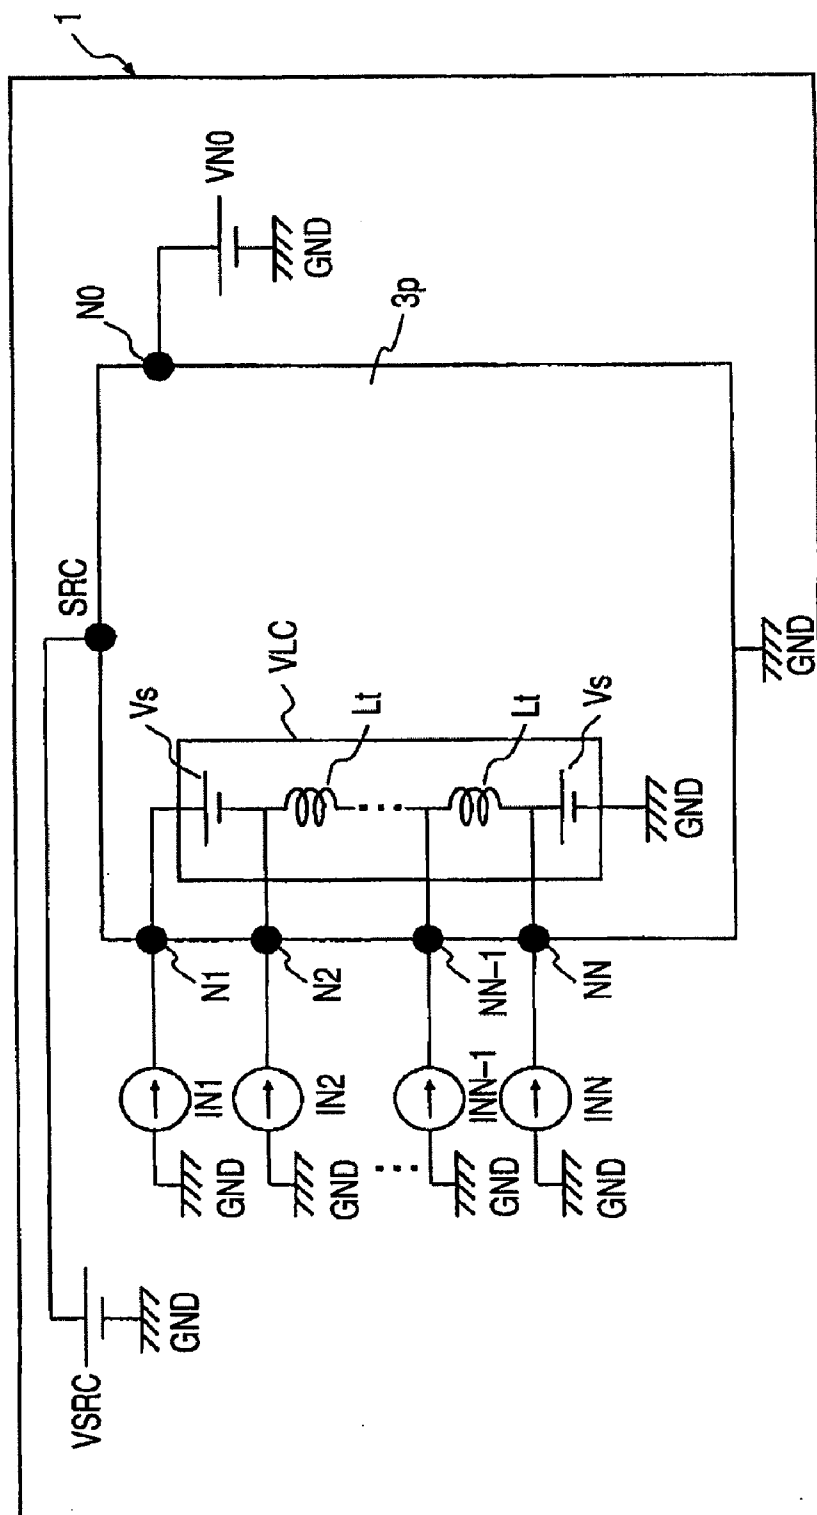 1
VSRC
GND
SRC
N0
VN0
GND
3p
Vs
VLC
Lt
Lt
Vs
GND
GND
N1
N2
NN-1
NN
IN1
IN2
INN-1
INN
GND
GND
GND
GND